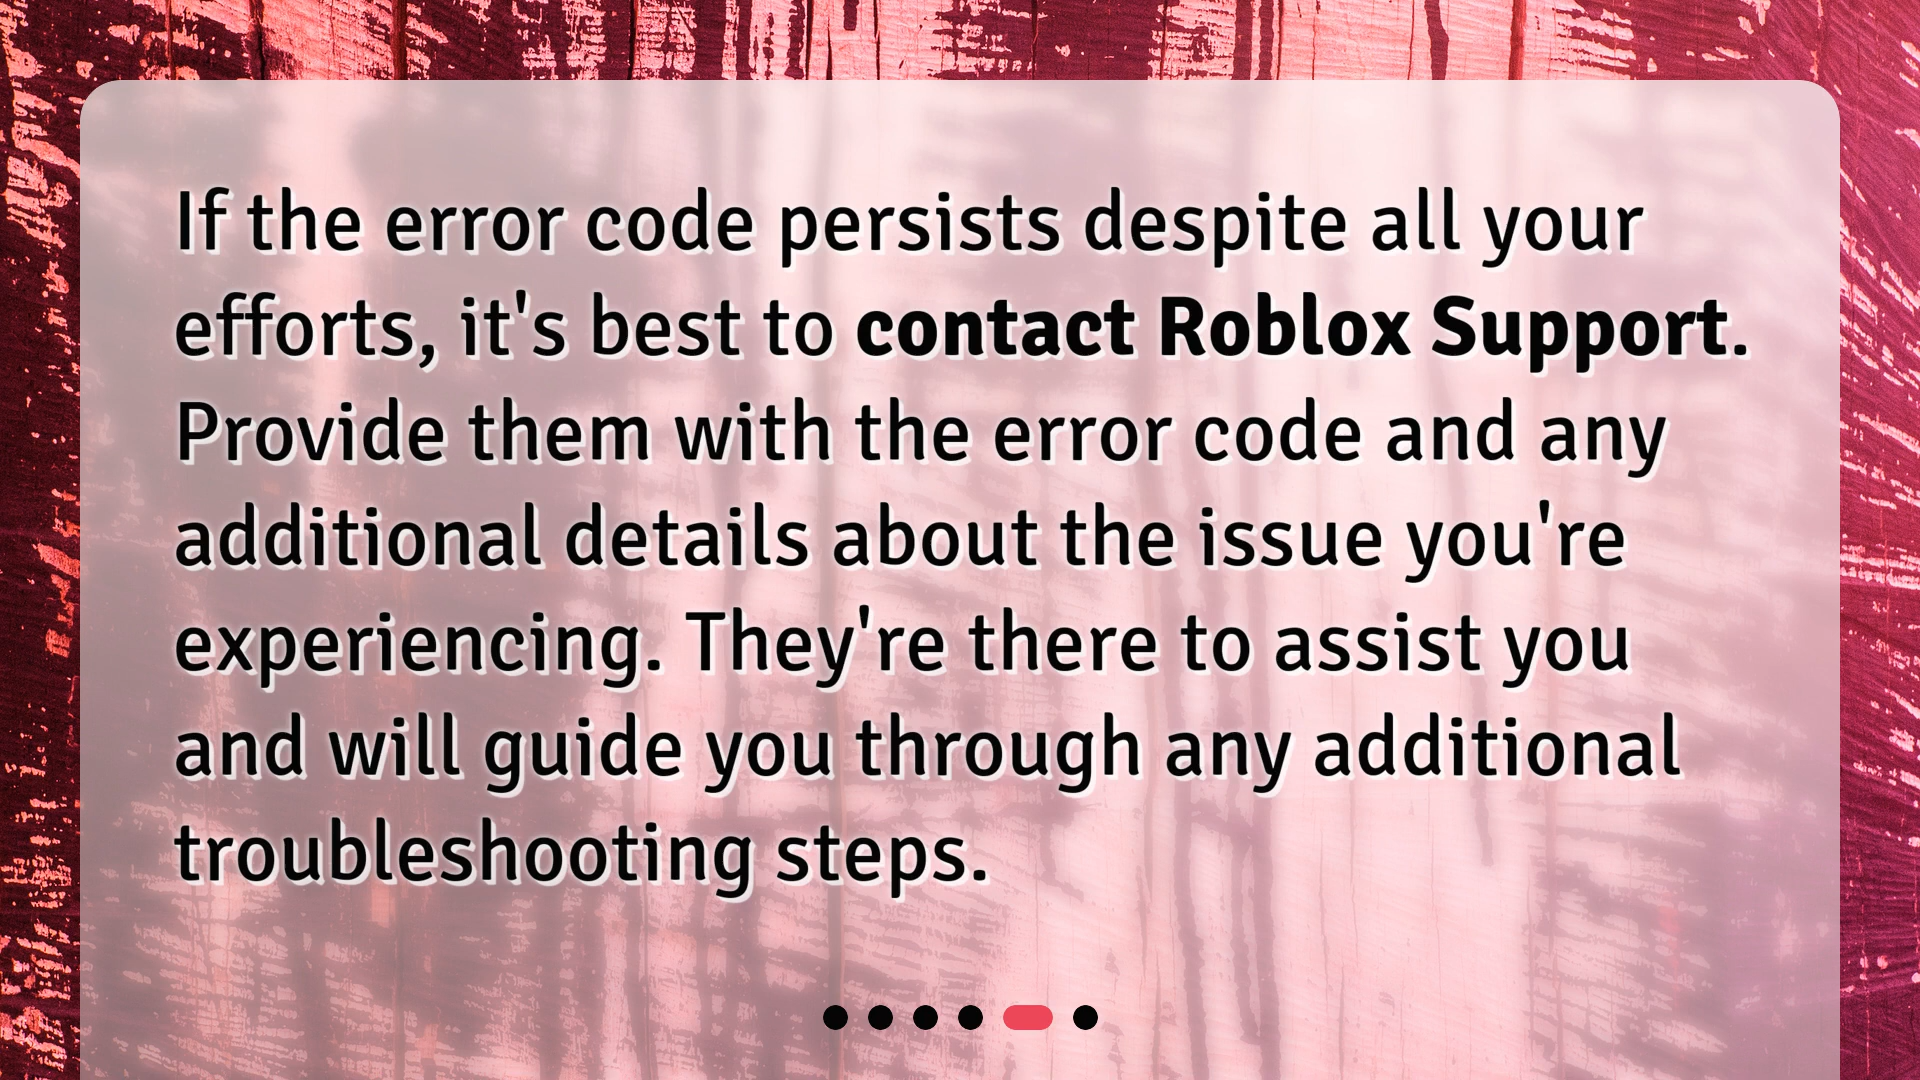 If the error code persists despite all your
efforts, it's best to contact Roblox Support.
Provide them with the error code and any
additional details about the issue you're
experiencing. They're there to assist you
and will guide you through any additional
troubleshooting steps.